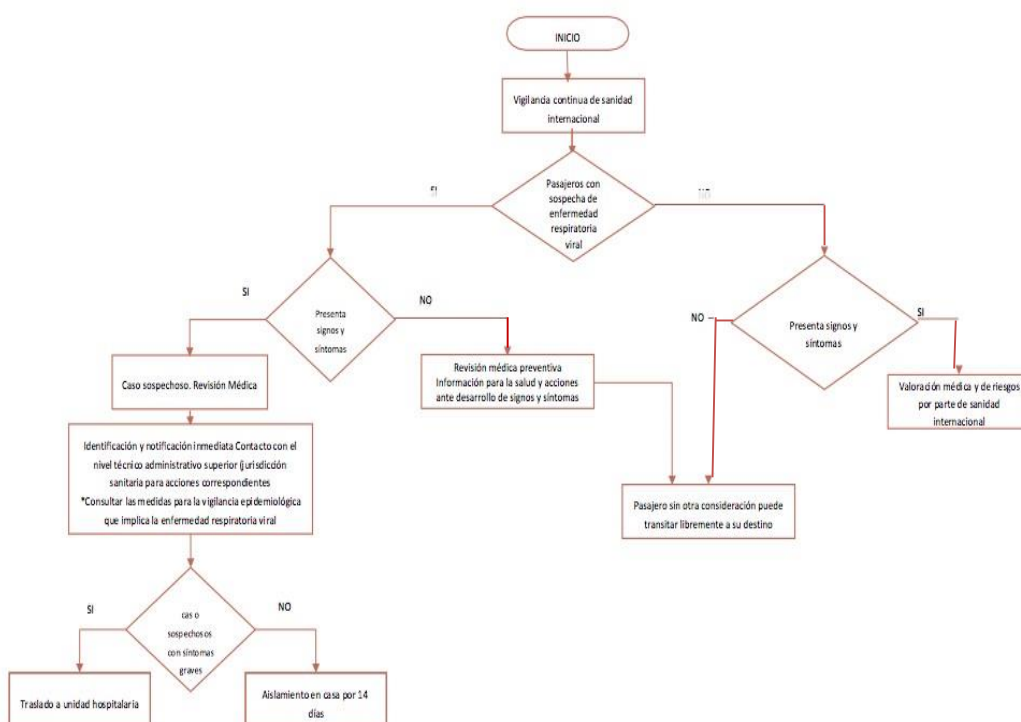 INICIO
Vigilancia continua de sanidad
internacional
SI
Pasajeros con
sospecha de
enfermedad
respiratoria
viral
NO
SI
Presenta
signos y
síntomas
NO
NO
Presenta signos y
síntomas
SI
Caso sospechoso. Revisión Médica
Revisión médica preventiva
Información para la salud y acciones
ante desarrollo de signos y síntomas
Valoración médica y de riesgos
por parte de sanidad
internacional
Identificación y notificación inmediata Contacto con el
nivel técnico administrativo superior (jurisdicción
sanitaria para acciones correspondientes
*Consultar las medidas para la vigilancia epidemiológica
que implica la enfermedad respiratoria viral
Pasajero sin otra consideración puede
transitar libremente a su destino
SI
cas o
sospechosos
con síntomas
graves
NO
Traslado a unidad hospitalaria
Aislamiento en casa por 14
días